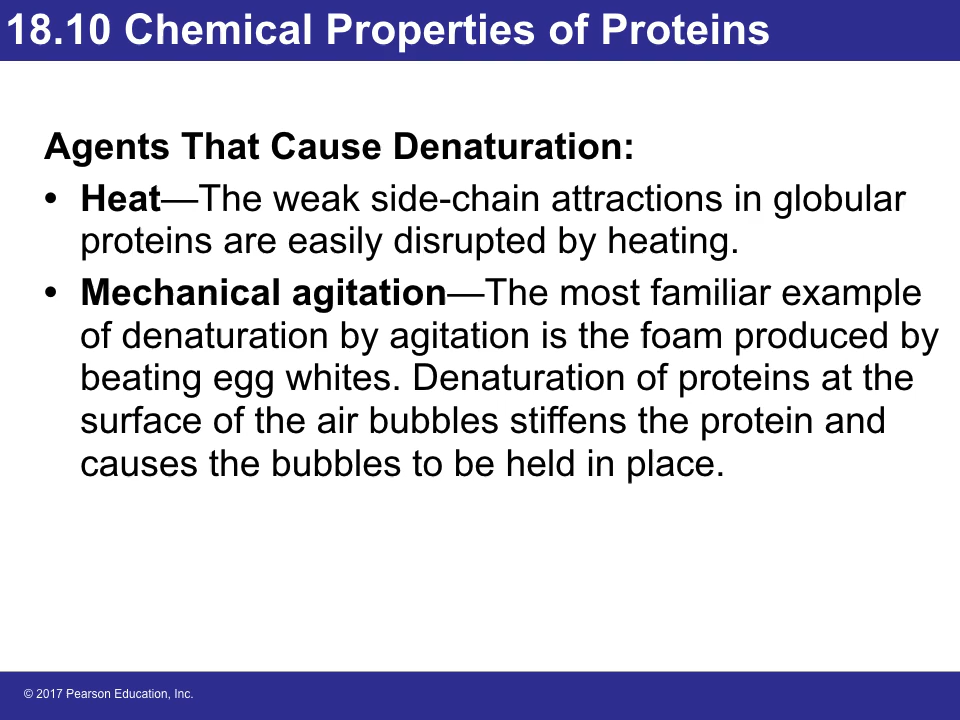 18.10 Chemical Properties of Proteins
Agents That Cause Denaturation:
• Heat—The weak side-chain attractions in globular
proteins are easily disrupted by heating.
• Mechanical agitation—The most familiar example
of denaturation by agitation is the foam produced by
beating egg whites. Denaturation of proteins at the
surface of the air bubbles stiffens the protein and
causes the bubbles to be held in place.
© 2017 Pearson Education, Inc.